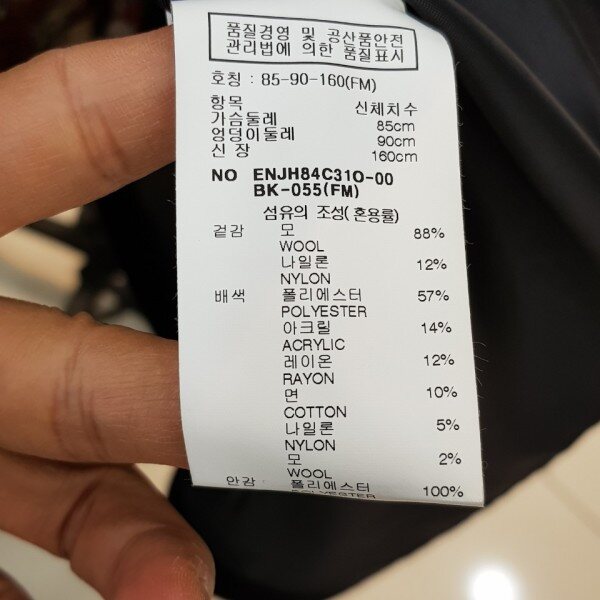 품질경영 및 공산품안전
관리법에 의한 품질표시
호칭 : 85-90-160(FM)
항목 신체치수
가슴둘레 85cm
엉덩이둘레 90cm
신 장 160cm
NO ENJH84C310-00
BK-055(FM)
섬유의 조성(혼용률)
겉감 모 88%
WOOL
나일론 12%
NYLON
배색 폴리에스터 57%
POLYESTER
아크릴 14%
ACRYLIC
레이온 12%
RAYON
면 10%
COTTON
나일론 5%
NYLON
모 2%
WOOL
안감 폴리에스터 100%
POLYESTER